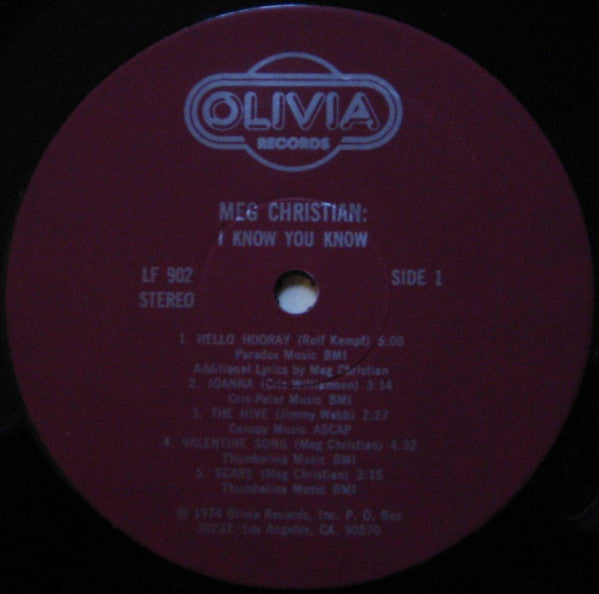 OLIVIA
RECORDS
MEG CHRISTIAN:
I KNOW YOU KNOW
LF 902
STEREO
SIDE 1
1. HELLO HOORAY (Rolf Kempf) 5:00
Paradox Music BMI
Additional Lyrics by Meg Christian
2. JOANNA (Cris Williamson) 3:14
Cris-Peter Music BMI
3. THE HIVE (Jimmy Webb) 2:27
Canopy Music ASCAP
4. VALENTINE SONG (Meg Christian) 4:32
Thumbelina Music BMI
5. SCARS (Meg Christian) 3:15
Thumbelina Music BMI
℗ 1974 Olivia Records, Inc. P. O. Box
70237, Los Angeles, CA. 90070